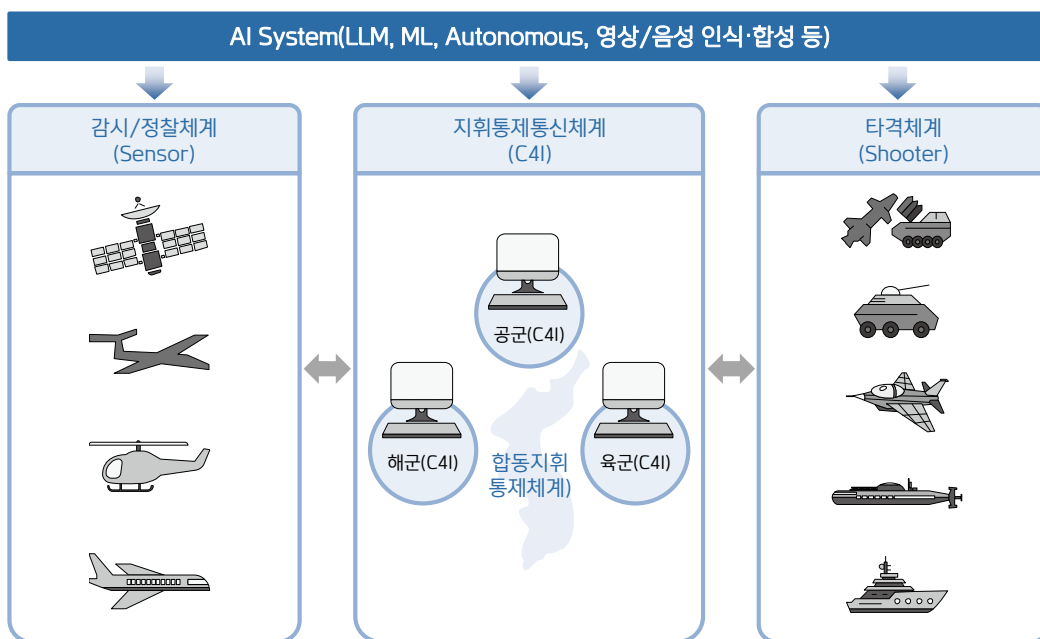 AI System(LLM, ML, Autonomous, 영상/음성 인식·합성 등)
감시/정찰체계
(Sensor)
지휘통제통신체계
(C4I)
타격체계
(Shooter)
공군(C4I)
해군(C4I)
합동지휘
통제체계)
육군(C4I)